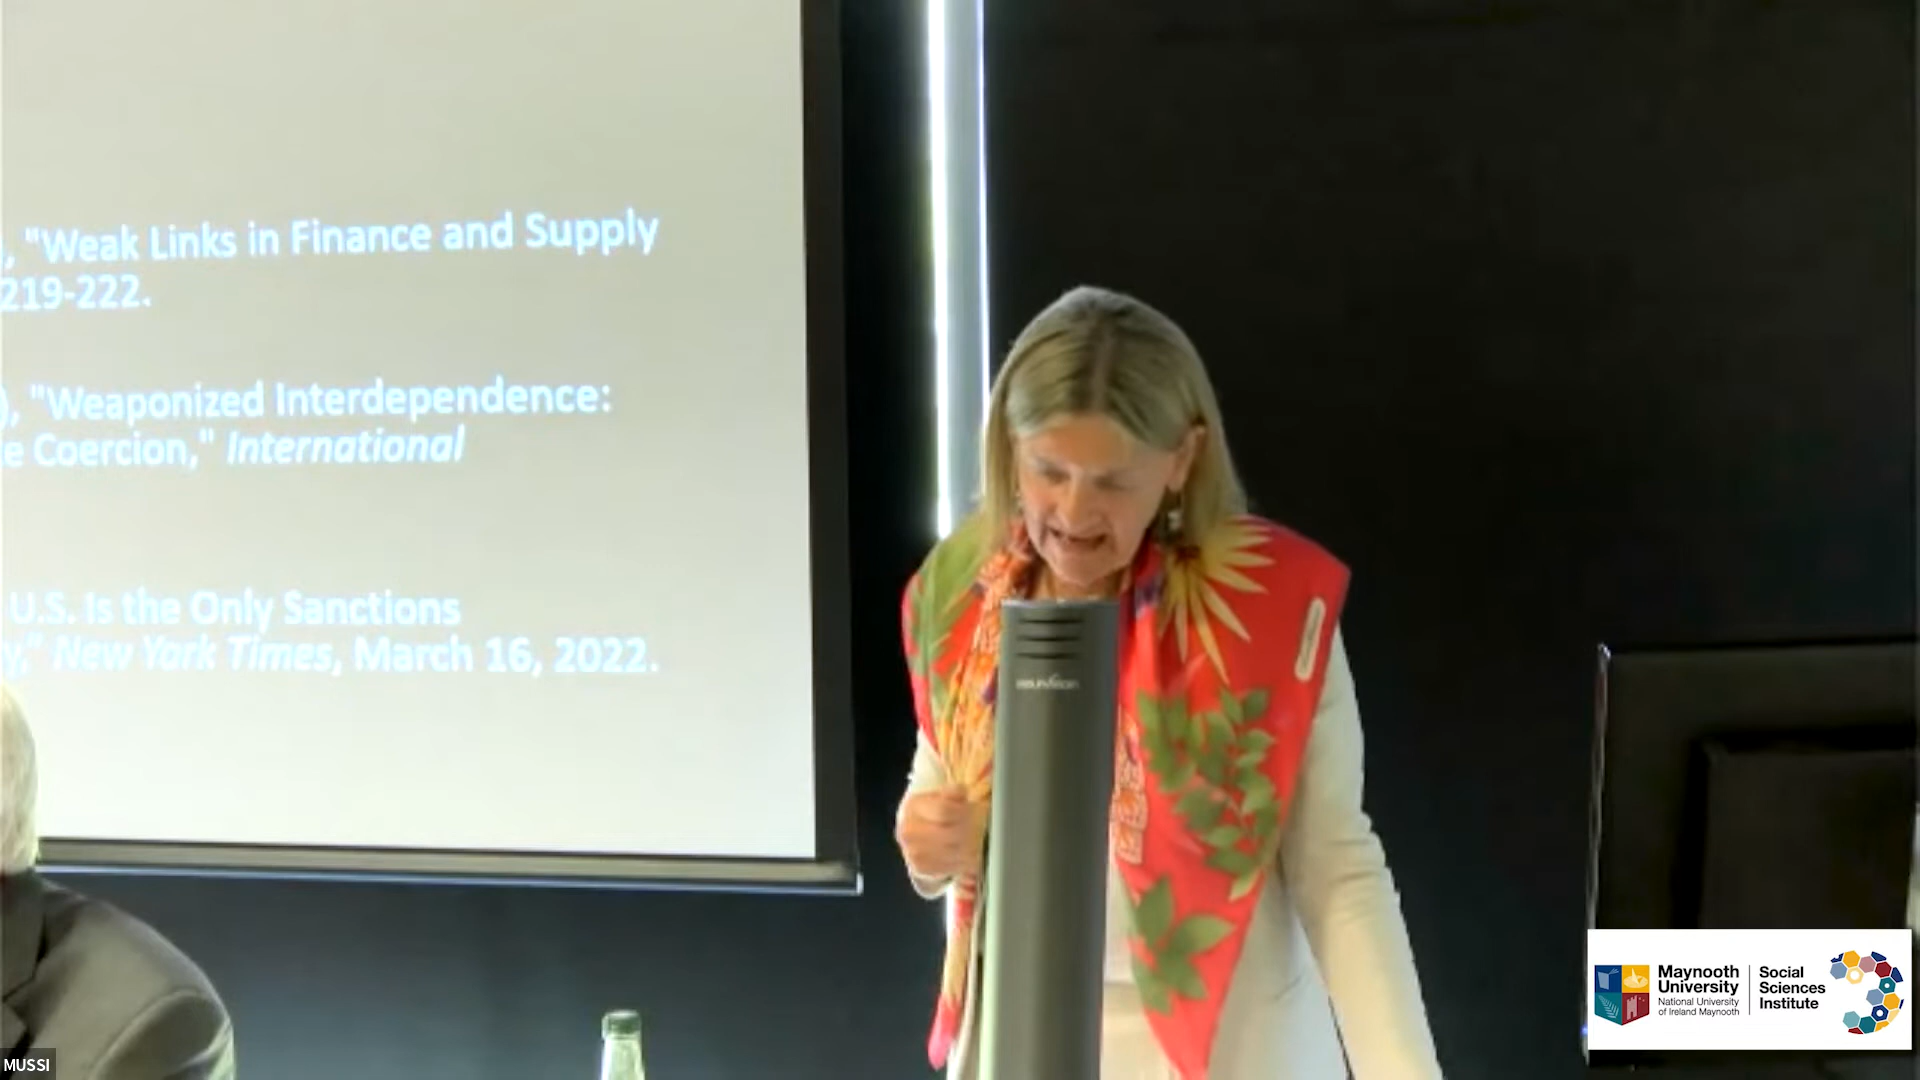 , "Weak Links in Finance and Supply
219-222.
), "Weaponized Interdependence:
e Coercion," International
U.S. Is the Only Sanctions
y," New York Times, March 16, 2022.
Maynooth
University
National University
of Ireland Maynooth
Social
Sciences
Institute
MUSSI